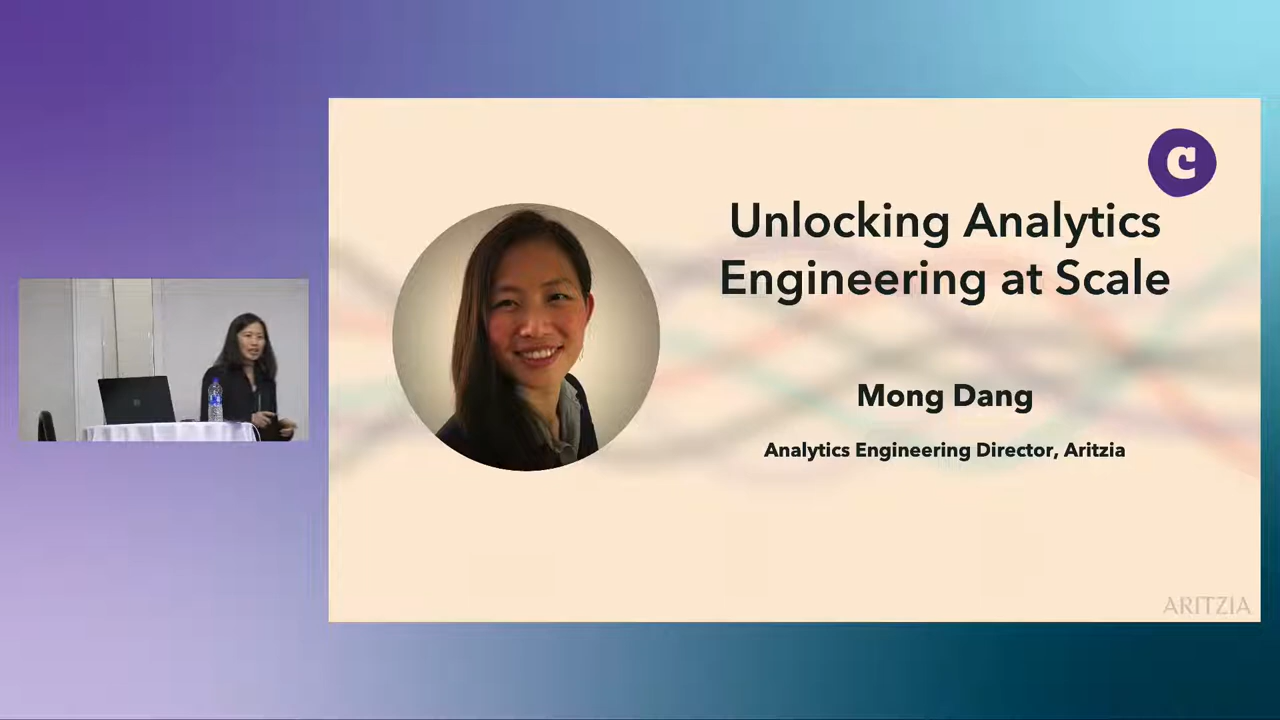 C
Unlocking Analytics
Engineering at Scale
Mong Dang
Analytics Engineering Director, Aritzia
ARITZIA